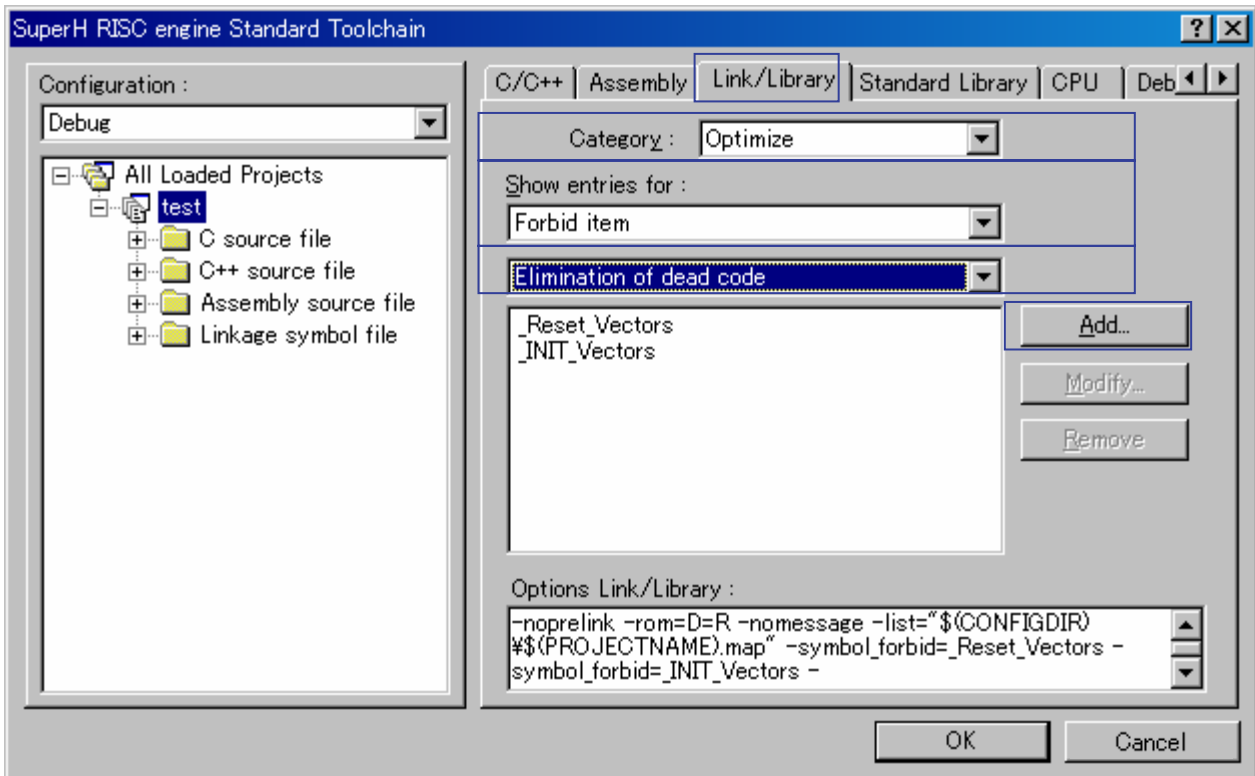 SuperH RISC engine Standard Toolchain
Configuration :
Debug
All Loaded Projects
test
C source file
C++ source file
Assembly source file
Linkage symbol file
C/C++ Assembly Link/Library Standard Library CPU Deb
Category : Optimize
Show entries for :
Forbid item
Elimination of dead code
_Reset_Vectors
_INIT_Vectors
Add...
Modify...
Remove
Options Link/Library :
-noprelink -rom=D=R -nomessage -list="$(CONFIGDIR)
¥$(PROJECTNAME).map" -symbol_forbid=_Reset_Vectors -
symbol_forbid=_INIT_Vectors -
OK Cancel